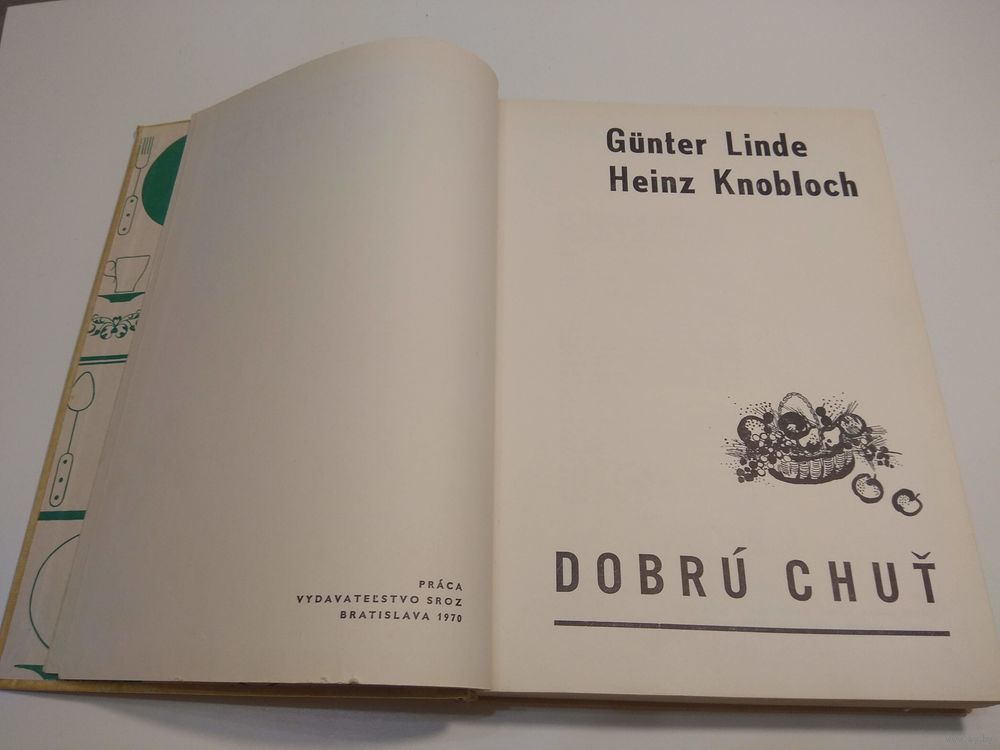 PRÁCA
VYDAVATEĽSTVO SROZ
BRATISLAVA 1970
Günter Linde
Heinz Knobloch
DOBRÚ CHUŤ